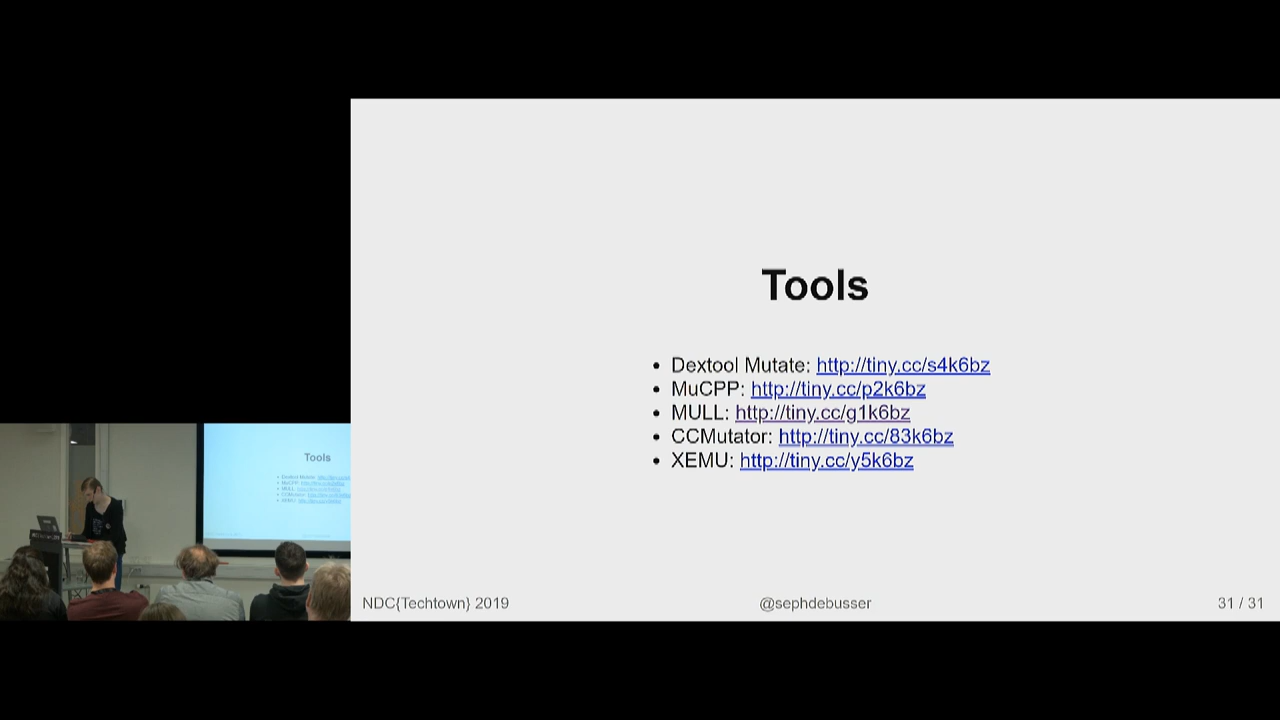 Tools
Dextool Mutate: http://tiny.cc/s4k6bz
MuCPP: http://tiny.cc/p2k6bz
MULL: http://tiny.cc/g1k6bz
CCMutator: http://tiny.cc/83k6bz
XEMU: http://tiny.cc/y5k6bz
NDC{Techtown} 2019
@sephdebusser
31 / 31
Tools